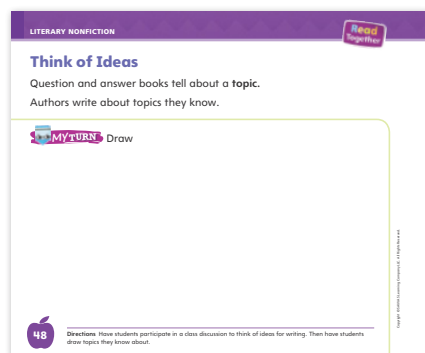 LITERARY NONFICTION
Read
Together
Think of Ideas
Question and answer books tell about a topic.
Authors write about topics they know.
MY TURN Draw
48
Directions Have students participate in a class discussion to think of ideas for writing. Then have students
draw topics they know about.